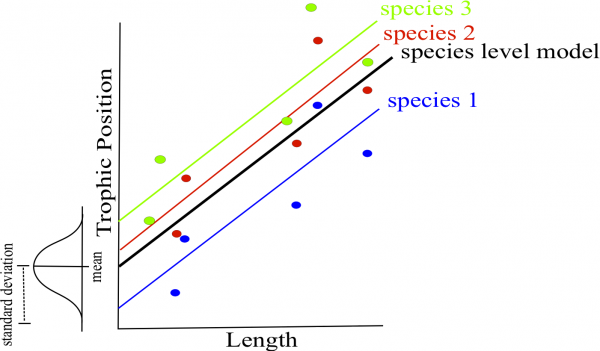 species 3
species 2
species level model
species 1
Trophic Position
mean
standard deviation
Length